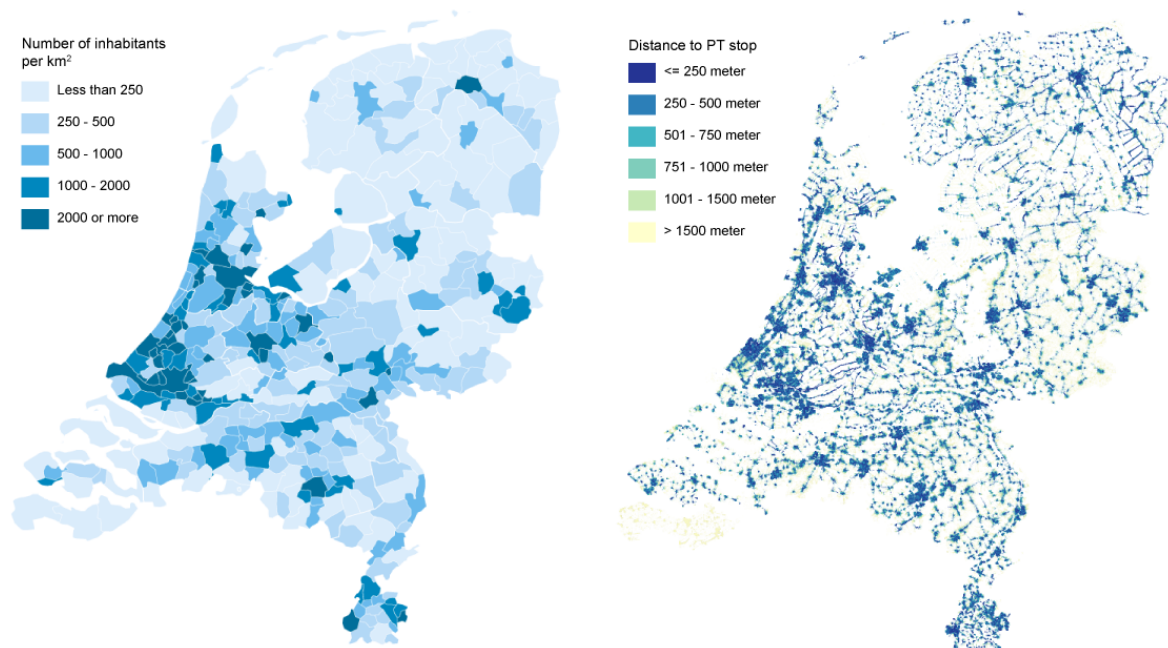 Number of inhabitants
per km²
Less than 250
250 - 500
500 - 1000
1000 - 2000
2000 or more
Distance to PT stop
<= 250 meter
250 - 500 meter
501 - 750 meter
751 - 1000 meter
1001 - 1500 meter
> 1500 meter